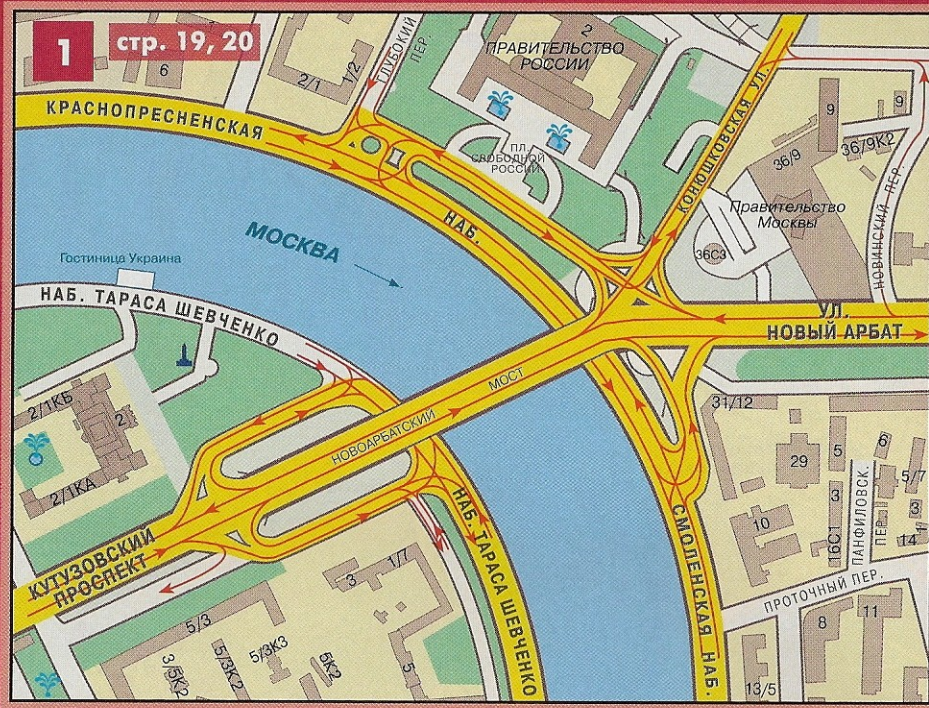 1
стр. 19, 20
6
2/1
1/2
ГЛУБОКИЙ
ПЕР.
2
ПРАВИТЕЛЬСТВО
РОССИИ
КРАСНОПРЕСНЕНСКАЯ
НАБ.
ПЛ.
СВОБОДНОЙ
РОССИИ
КОНЮШКОВСКАЯ УЛ.
9
9
36/9
36/9К2
НОВИНСКИЙ ПЕР.
Правительство
Москвы
36С3
МОСКВА
Гостиница Украина
НАБ. ТАРАСА ШЕВЧЕНКО
УЛ.
НОВЫЙ АРБАТ
НОВОАРБАТСКИЙ
МОСТ
2/1КБ
2
2/1КА
31/12
29
5
6
5/7
3
3
10
16С1
14
ПАНФИЛОВСК.
ПЕР.
КУТУЗОВСКИЙ
ПРОСПЕКТ
НАБ. ТАРАСА ШЕВЧЕНКО
СМОЛЕНСКАЯ НАБ.
ПРОТОЧНЫЙ ПЕР.
3
1/7
5/3
3/5К2
5/3К2
5/3К3
5К2
5
8
11
13/5